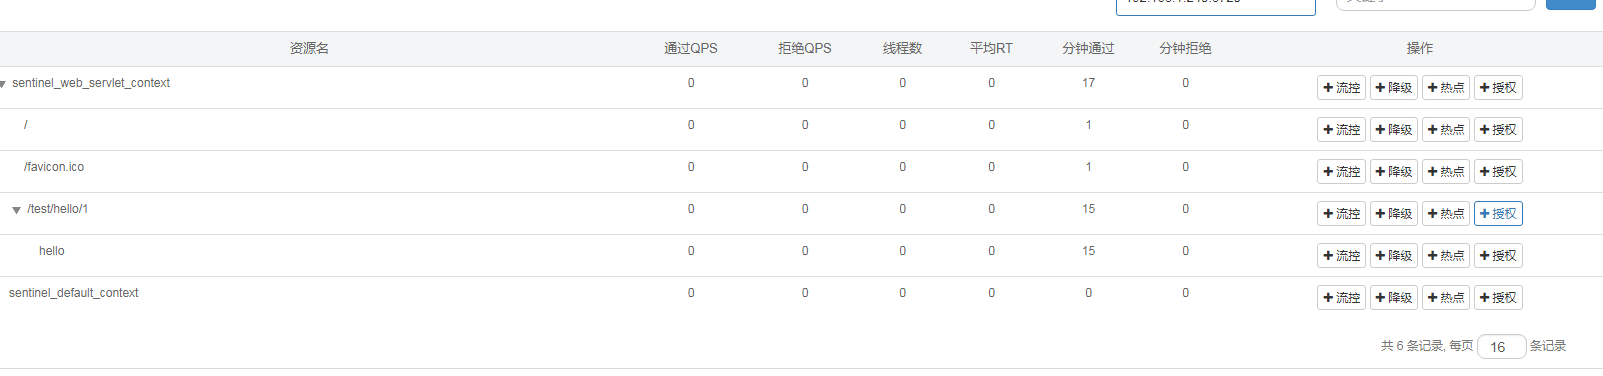 资源名 通过QPS 拒绝QPS 线程数 平均RT 分钟通过 分钟拒绝 操作
sentinel_web_servlet_context 0 0 0 0 17 0 流控 降级 热点 授权
/ 0 0 0 0 1 0 流控 降级 热点 授权
/favicon.ico 0 0 0 0 1 0 流控 降级 热点 授权
/test/hello/1 0 0 0 0 15 0 流控 降级 热点 授权
hello 0 0 0 0 15 0 流控 降级 热点 授权
sentinel_default_context 0 0 0 0 0 0 流控 降级 热点 授权
共 6 条记录, 每页 16 条记录